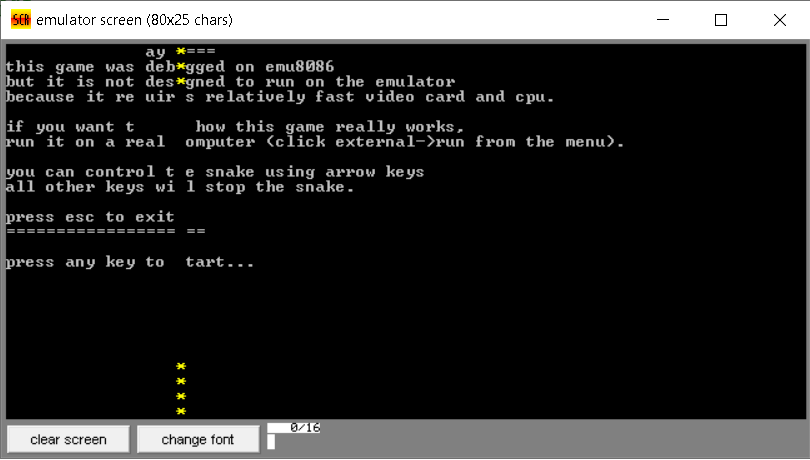 emulator screen (80x25 chars)
ay *===
this game was deb*gged on emu8086
but it is not des*gned to run on the emulator
because it re uir s relatively fast video card and cpu.
if you want t      how this game really works,
run it on a real  omputer (click external->run from the menu).
you can control t e snake using arrow keys
all other keys wi l stop the snake.
press esc to exit
================= ==
press any key to  tart...
*
*
*
*
clear screen change font 0/16